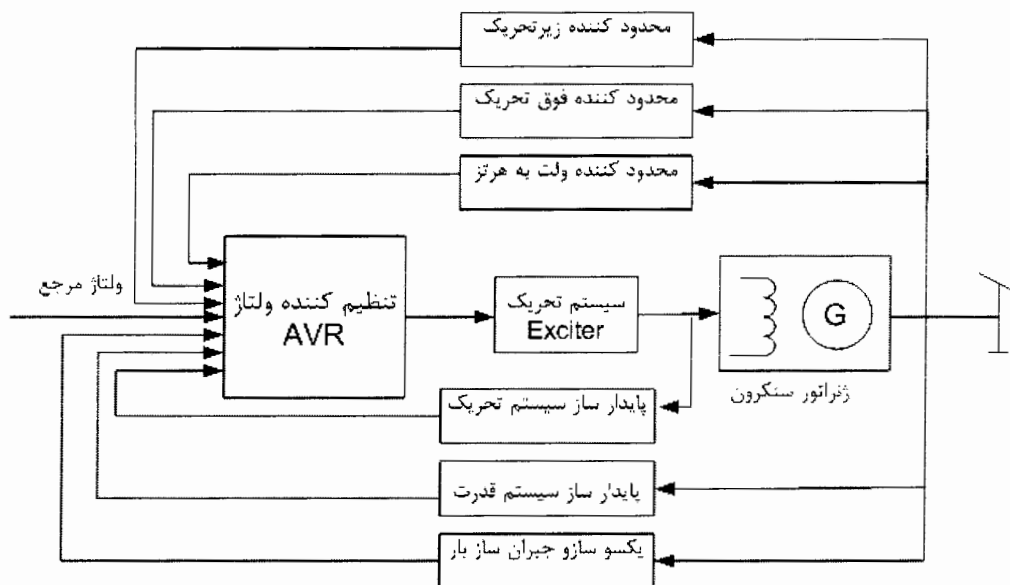 محدود کننده زیرتحریک
محدود کننده فوق تحریک
محدود کننده ولت به هرتز
ولتاژ مرجع
تنظیم کننده ولتاژ
AVR
سیستم تحریک
Exciter
G
ژنراتور سنکرون
پایدار ساز سیستم تحریک
پایدار ساز سیستم قدرت
یکسو سازو جبران ساز بار